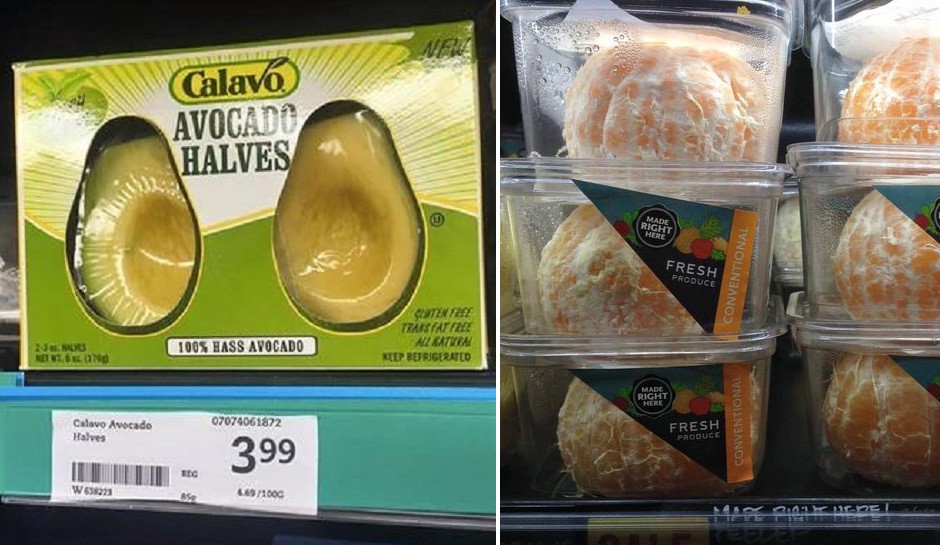 NEW
Calavo
AVOCADO
HALVES
U
GLUTEN FREE
TRANS FAT FREE
ALL NATURAL
KEEP REFRIGERATED
2-3 oz. HALVES
NET WT. 6 oz. (170g)
100% HASS AVOCADO
Calavo Avocado
Halves
07074061872
3.99
REG
W 638223
85g
4.69/100G
MADE
RIGHT
HERE
FRESH
PRODUCE
CONVENTIONAL
MADE
RIGHT
HERE
FRESH
PRODUCE
CONVENTIONAL
MADE RIGHT HERE!
PEELED
SALE